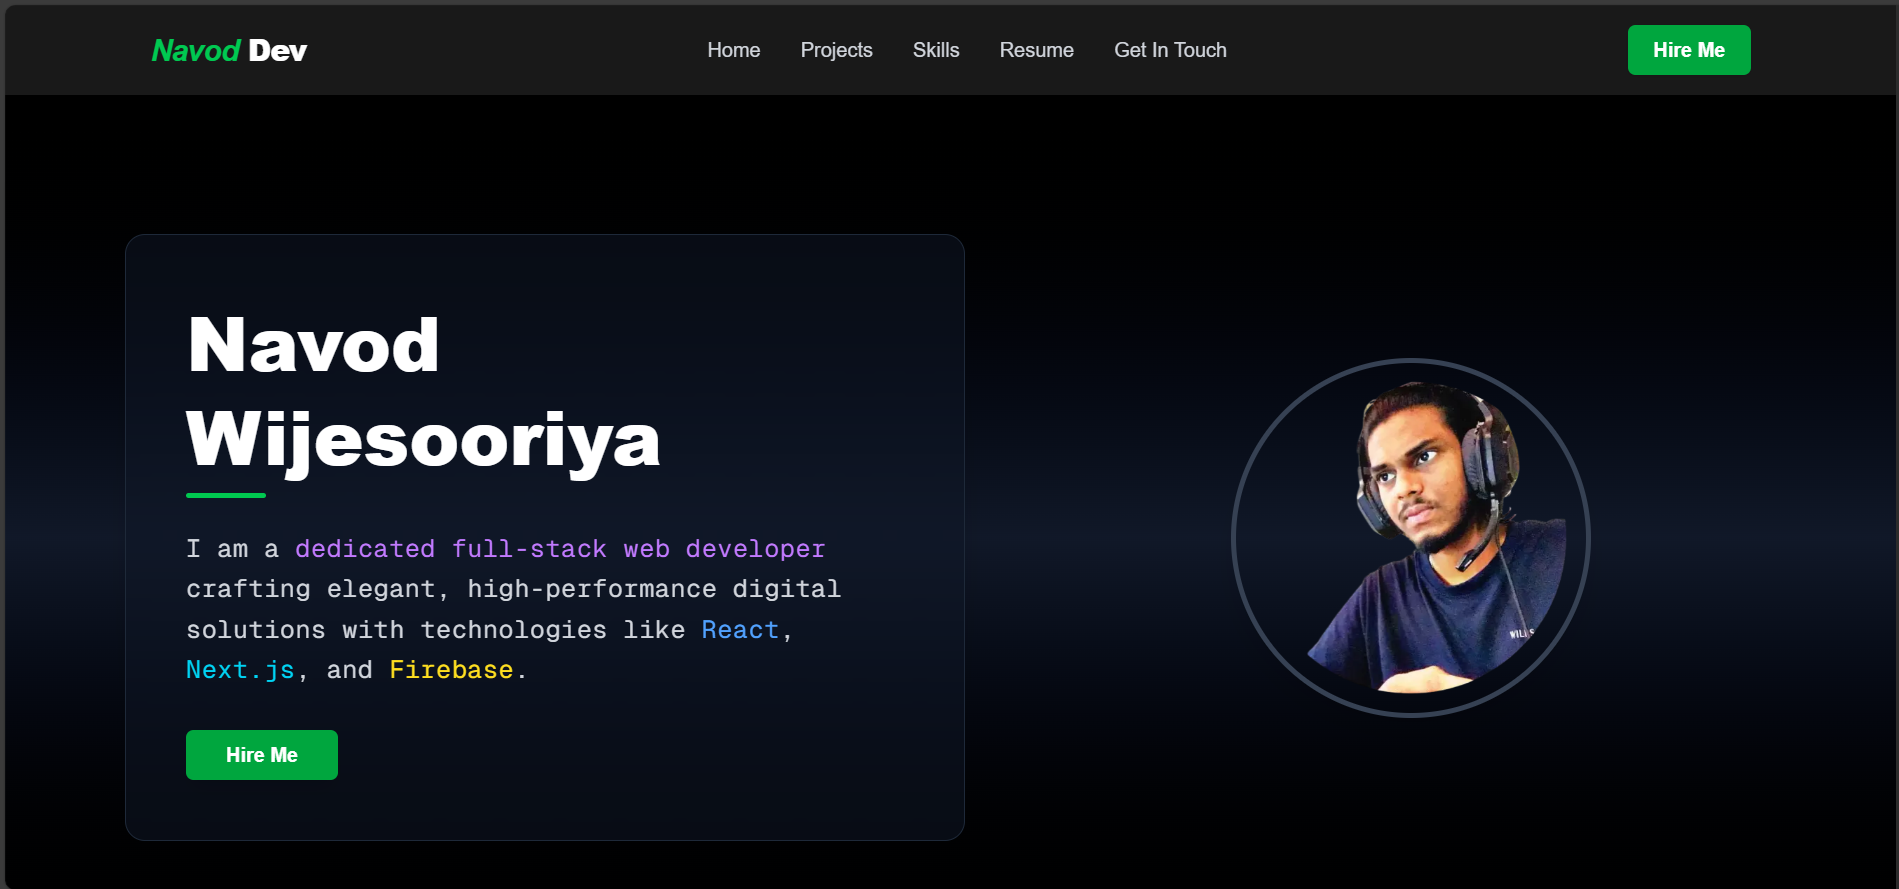 Navod Dev
Home Projects Skills Resume Get In Touch
Hire Me
Navod
Wijesooriya
I am a dedicated full-stack web developer
crafting elegant, high-performance digital
solutions with technologies like React,
Next.js, and Firebase.
Hire Me